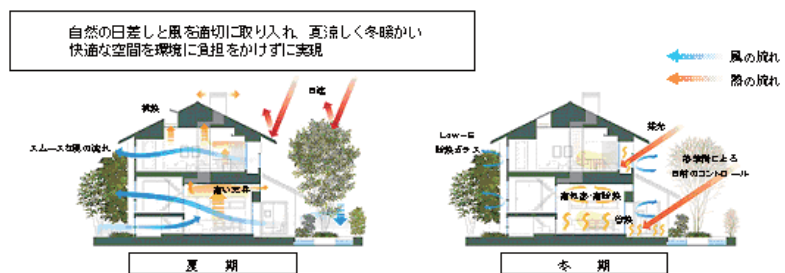 自然の日差しと風を適切に取り入れ、夏涼しく冬暖かい
快適な空間を環境に負担をかけずに実現
風の流れ
熱の流れ
日遮
スムースな風の流れ
高い天井
夏 期
Low-E
断熱ガラス
採光
落葉樹による
日射のコントロール
高気密・高断熱
蓄熱
冬 期